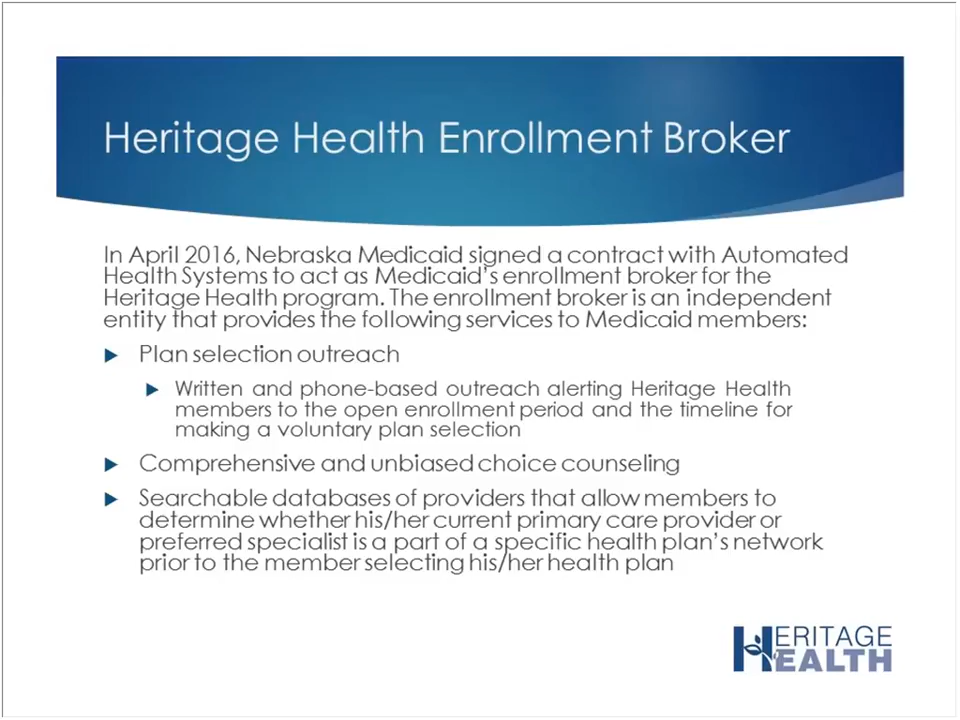 Heritage Health Enrollment Broker
In April 2016, Nebraska Medicaid signed a contract with Automated
Health Systems to act as Medicaid's enrollment broker for the
Heritage Health program. The enrollment broker is an independent
entity that provides the following services to Medicaid members:
Plan selection outreach
Written and phone-based outreach alerting Heritage Health
members to the open enrollment period and the timeline for
making a voluntary plan selection
Comprehensive and unbiased choice counseling
Searchable databases of providers that allow members to
determine whether his/her current primary care provider or
preferred specialist is a part of a specific health plan's network
prior to the member selecting his/her health plan
HERITAGE
HEALTH